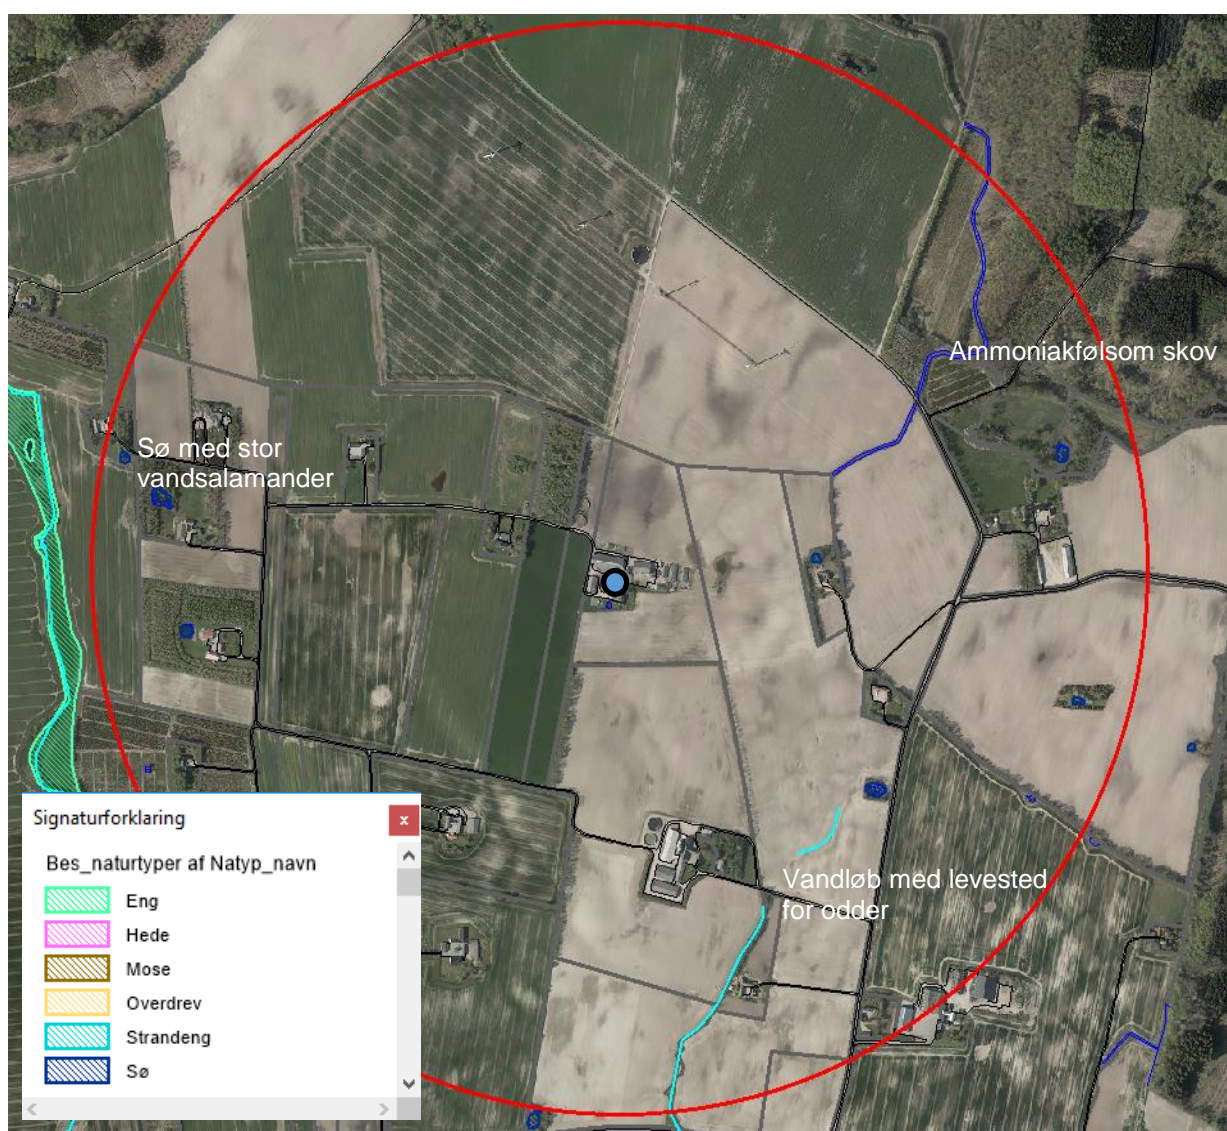 Ammoniakfølsom skov
Sø med stor
vandsalamander
Vandløb med levested
for odder
Signaturforklaring
x
Bes_naturtyper af Natyp_navn
Eng
Hede
Mose
Overdrev
Strandeng
Sø